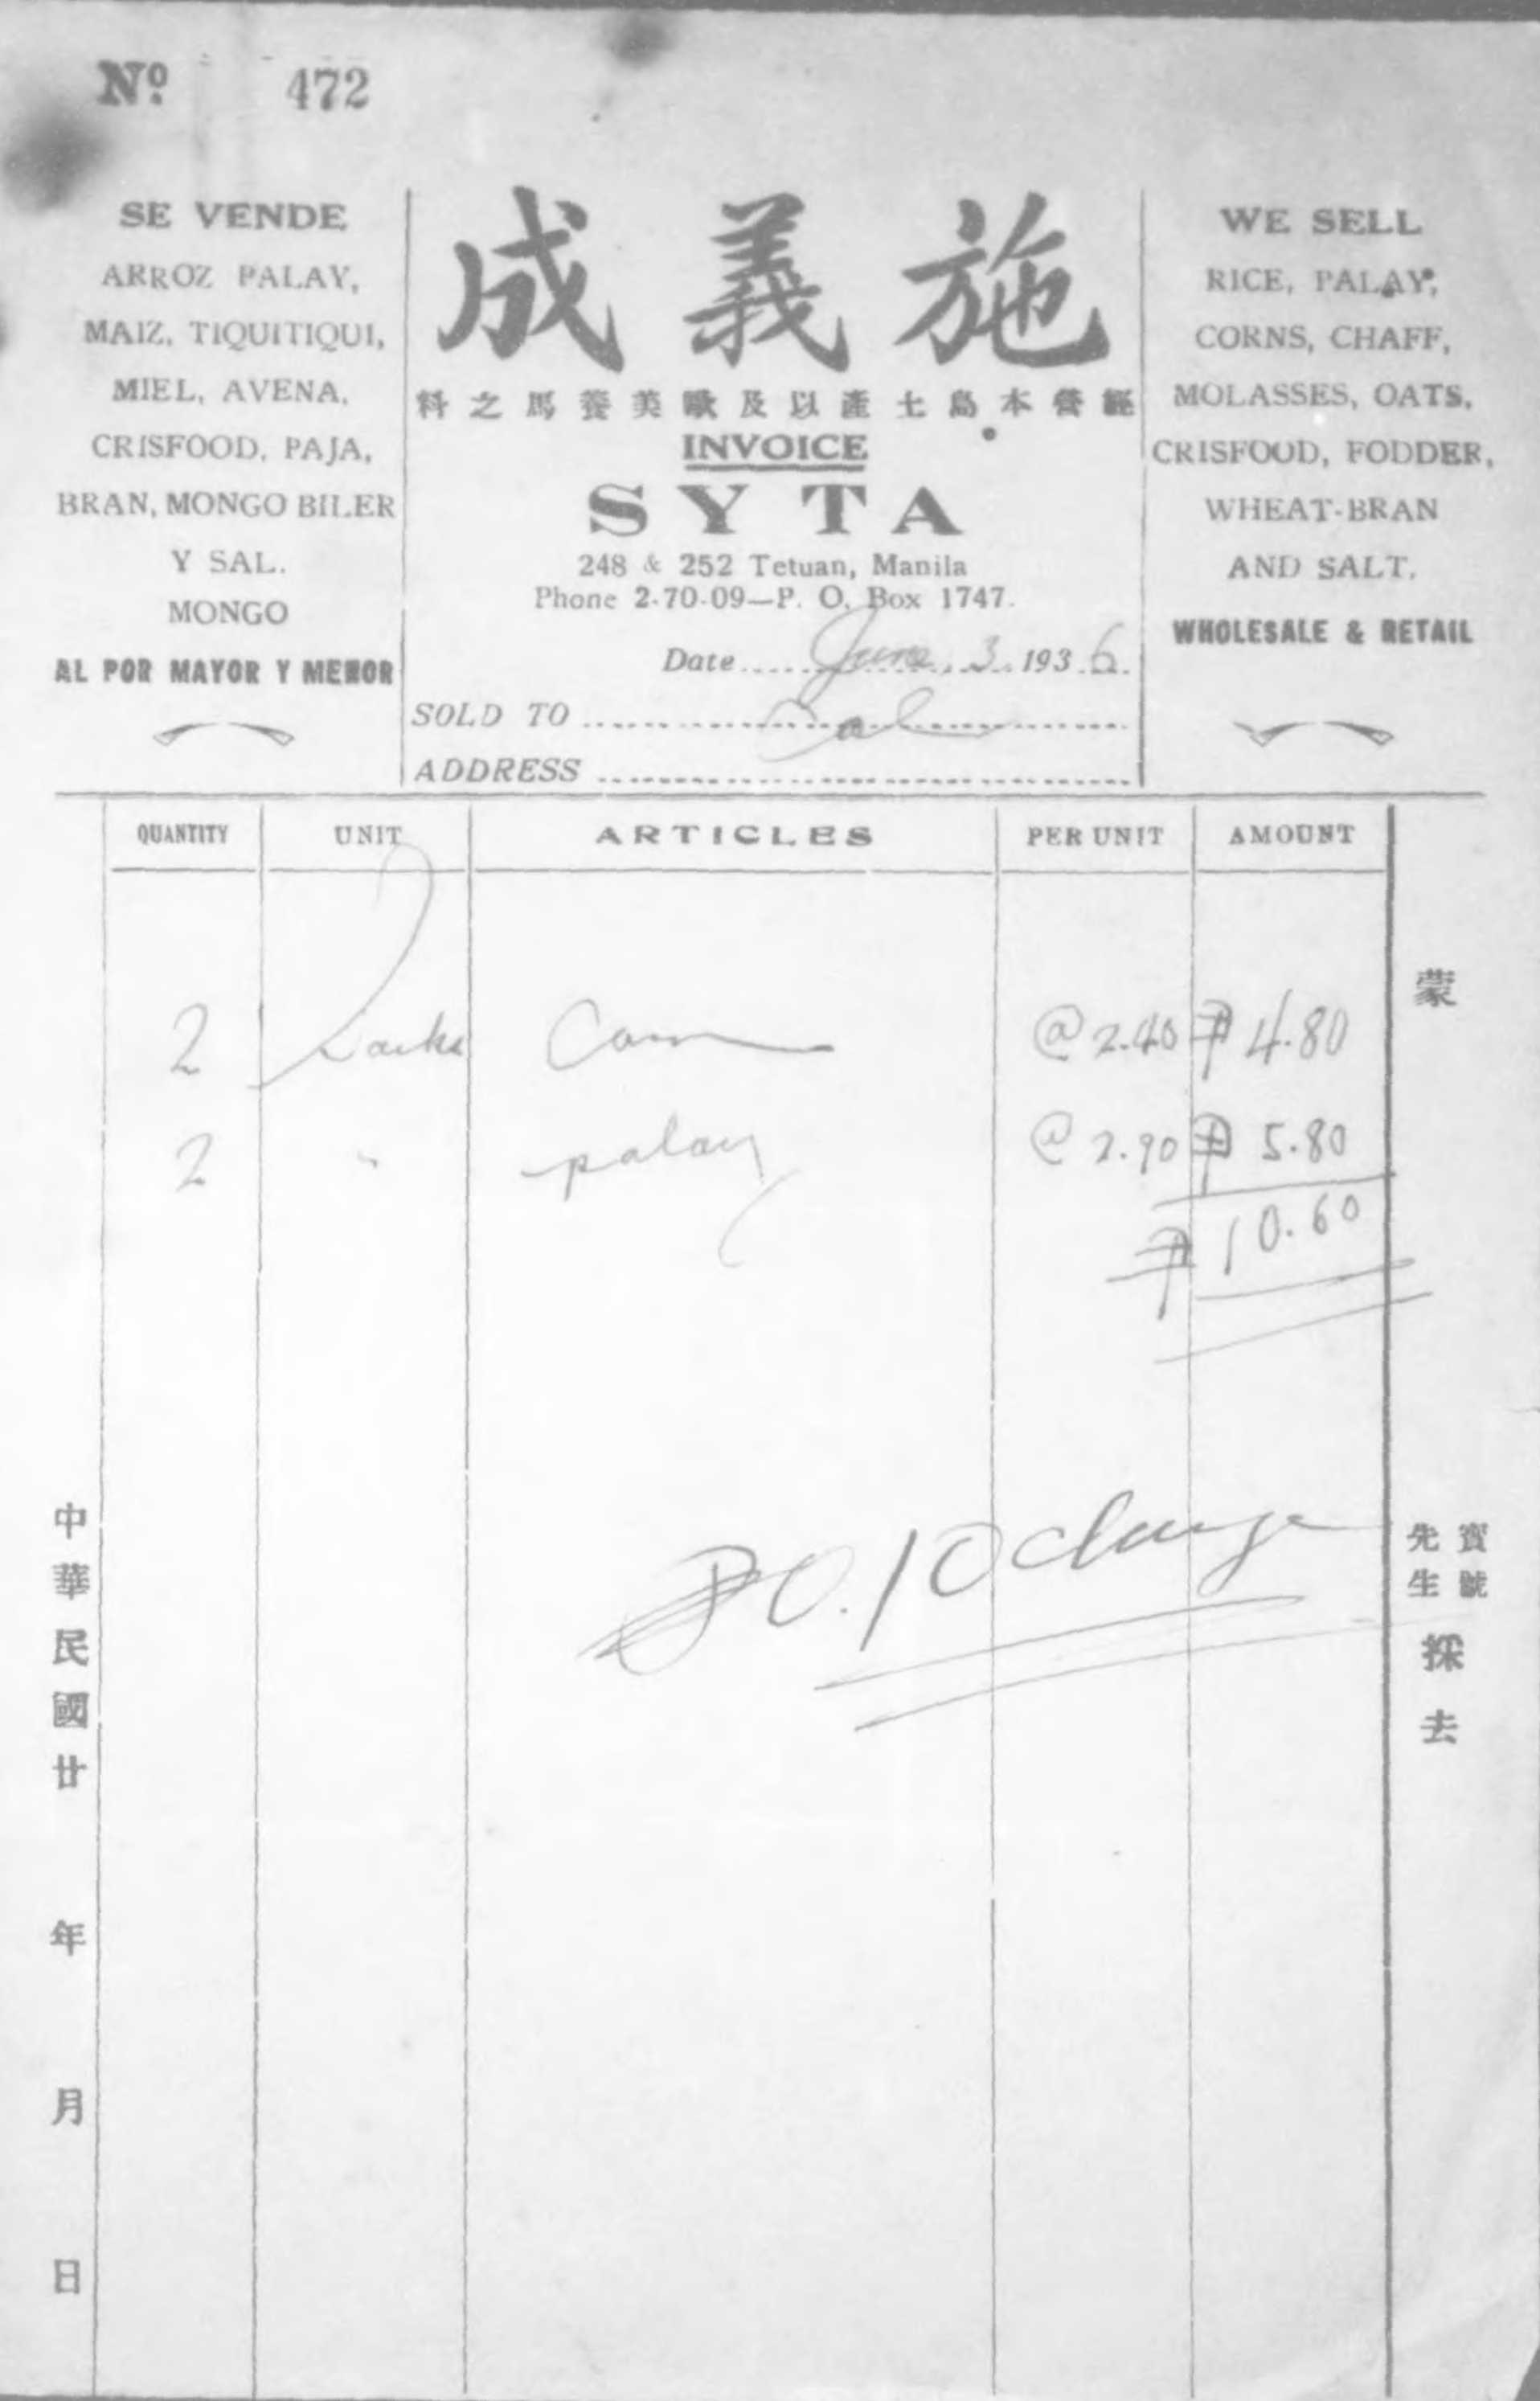 Nº 472
SE VENDE
ARROZ PALAY,
MAIZ, TIQUITIQUI,
MIEL, AVENA,
CRISFOOD, PAJA,
BRAN, MONGO BILER
Y SAL.
MONGO
AL POR MAYOR Y MENOR
施義成
經營本島土產以及歐美養馬之料
INVOICE
SYTA
248 & 252 Tetuan, Manila
Phone 2-70-09—P. O. Box 1747.
Date June 3 1936
SOLD TO
ADDRESS
WE SELL
RICE, PALAY,
CORNS, CHAFF,
MOLASSES, OATS,
CRISFOOD, FODDER,
WHEAT-BRAN
AND SALT.
WHOLESALE & RETAIL
QUANTITY UNIT ARTICLES PER UNIT AMOUNT
2 sacks Corn @ 2.40 ₱ 4.80
2 " palay @ 2.90 ₱ 5.80
₱ 10.60
₱0.10 change
蒙
寶號
先生
採去
中華民國廿 年 月 日